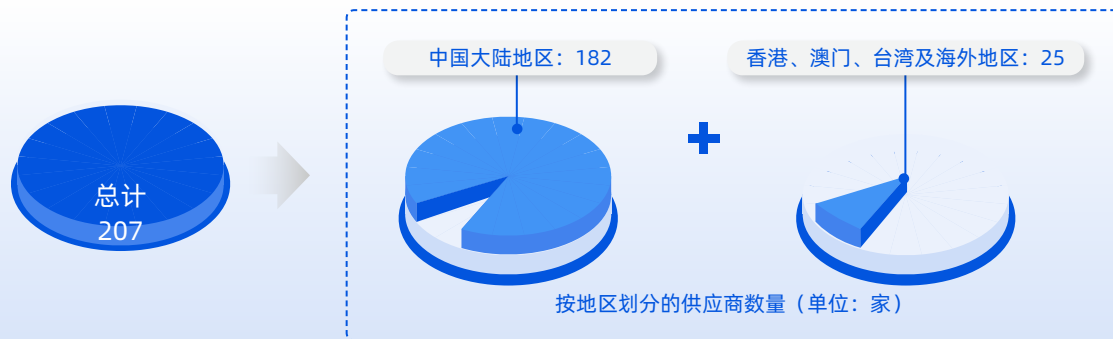 中国大陆地区：182
香港、澳门、台湾及海外地区：25
总计
207
按地区划分的供应商数量（单位：家）